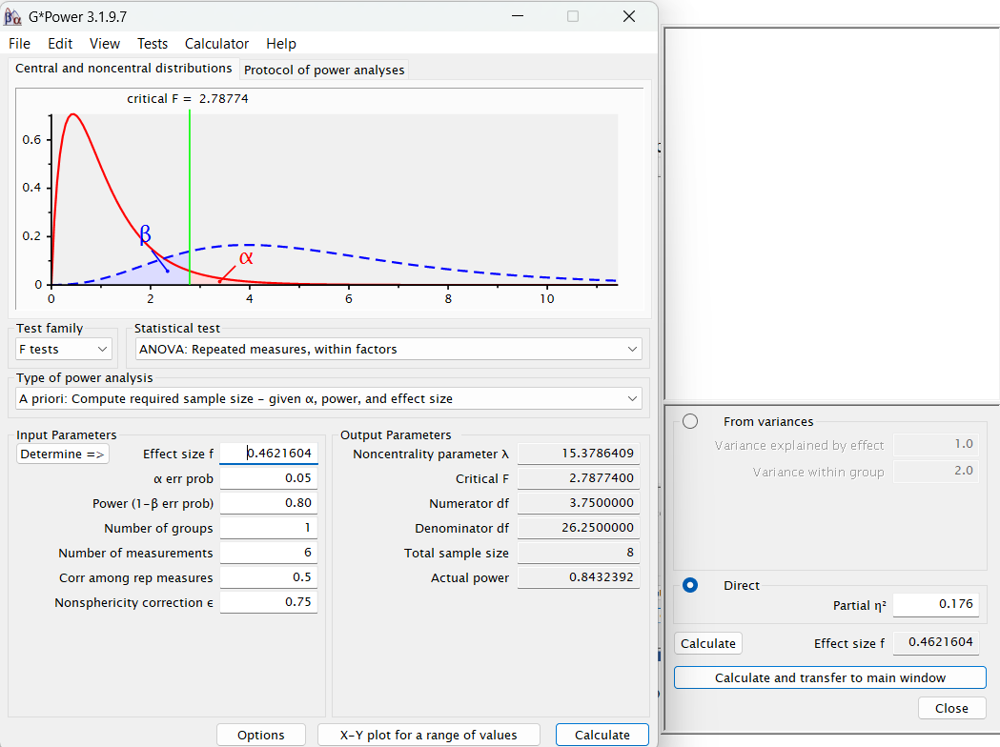 G*Power 3.1.9.7
File Edit View Tests Calculator Help
Central and noncentral distributions Protocol of power analyses
critical F = 2.78774
0.6
0.4
0.2
0
β
α
0 2 4 6 8 10
Test family
F tests
Statistical test
ANOVA: Repeated measures, within factors
Type of power analysis
A priori: Compute required sample size - given α, power, and effect size
Input Parameters
Determine => Effect size f 0.4621604
α err prob 0.05
Power (1-β err prob) 0.80
Number of groups 1
Number of measurements 6
Corr among rep measures 0.5
Nonsphericity correction ϵ 0.75
Output Parameters
Noncentrality parameter λ 15.3786409
Critical F 2.7877400
Numerator df 3.7500000
Denominator df 26.2500000
Total sample size 8
Actual power 0.8432392
Options X-Y plot for a range of values Calculate
From variances
Variance explained by effect 1.0
Variance within group 2.0
Direct
Partial η² 0.176
Calculate Effect size f 0.4621604
Calculate and transfer to main window
Close